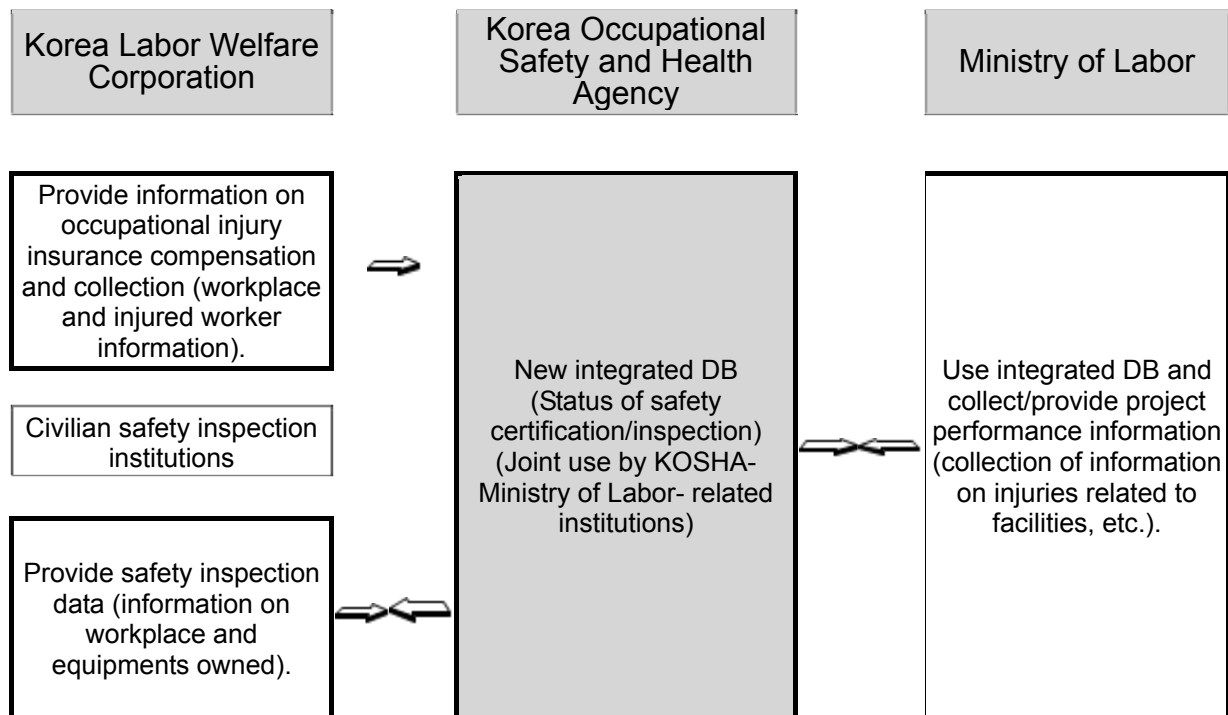 Korea Labor Welfare
Corporation
Korea Occupational
Safety and Health
Agency
Ministry of Labor
Provide information on
occupational injury
insurance compensation
and collection (workplace
and injured worker
information).
Civilian safety inspection
institutions
Provide safety inspection
data (information on
workplace and
equipments owned).
New integrated DB
(Status of safety
certification/inspection)
(Joint use by KOSHA-
Ministry of Labor- related
institutions)
Use integrated DB and
collect/provide project
performance information
(collection of information
on injuries related to
facilities, etc.).